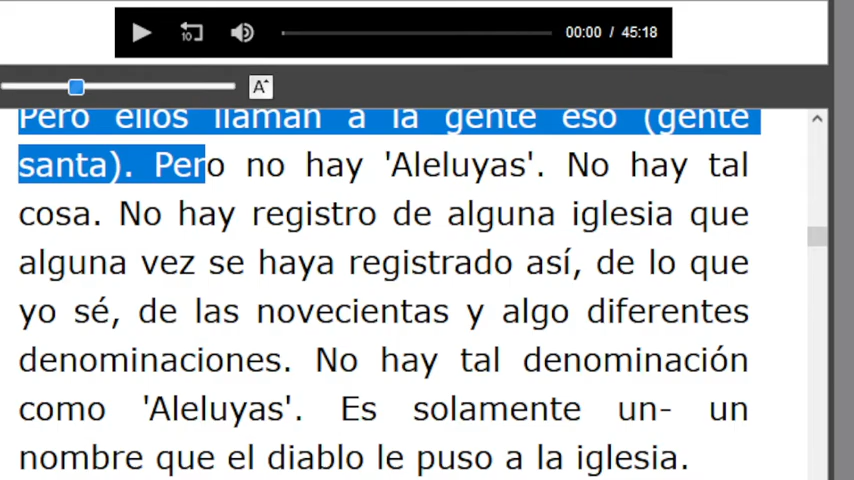 10
00:00 / 45:18
A
Pero ellos llaman a la gente eso (gente
santa). Pero no hay 'Aleluyas'. No hay tal
cosa. No hay registro de alguna iglesia que
alguna vez se haya registrado así, de lo que
yo sé, de las novecientas y algo diferentes
denominaciones. No hay tal denominación
como 'Aleluyas'. Es solamente un- un
nombre que el diablo le puso a la iglesia.